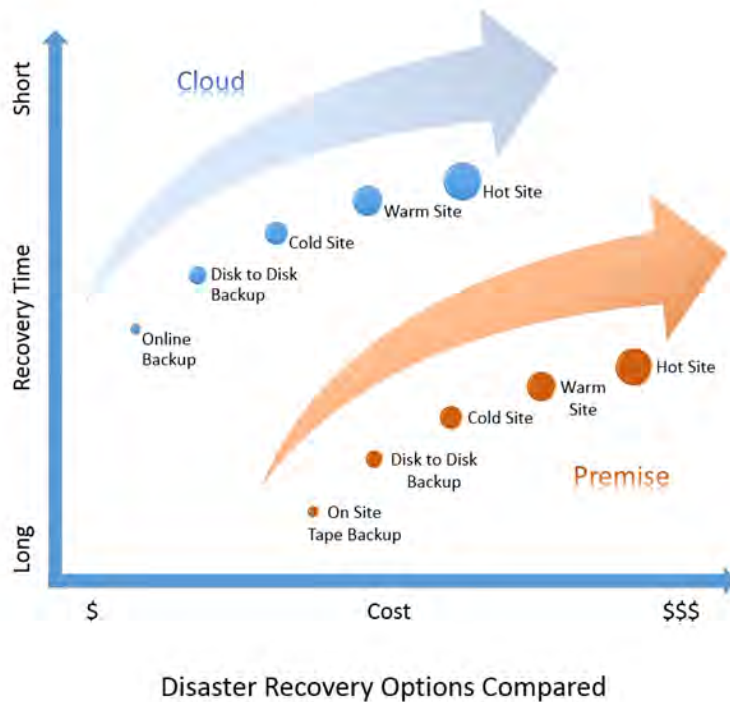 Short
Cloud
Hot Site
Warm Site
Cold Site
Disk to Disk
Backup
Recovery Time
Online
Backup
Hot Site
Warm
Site
Cold Site
Disk to Disk
Backup
Premise
On Site
Tape Backup
Long
$
Cost
$$$
Disaster Recovery Options Compared